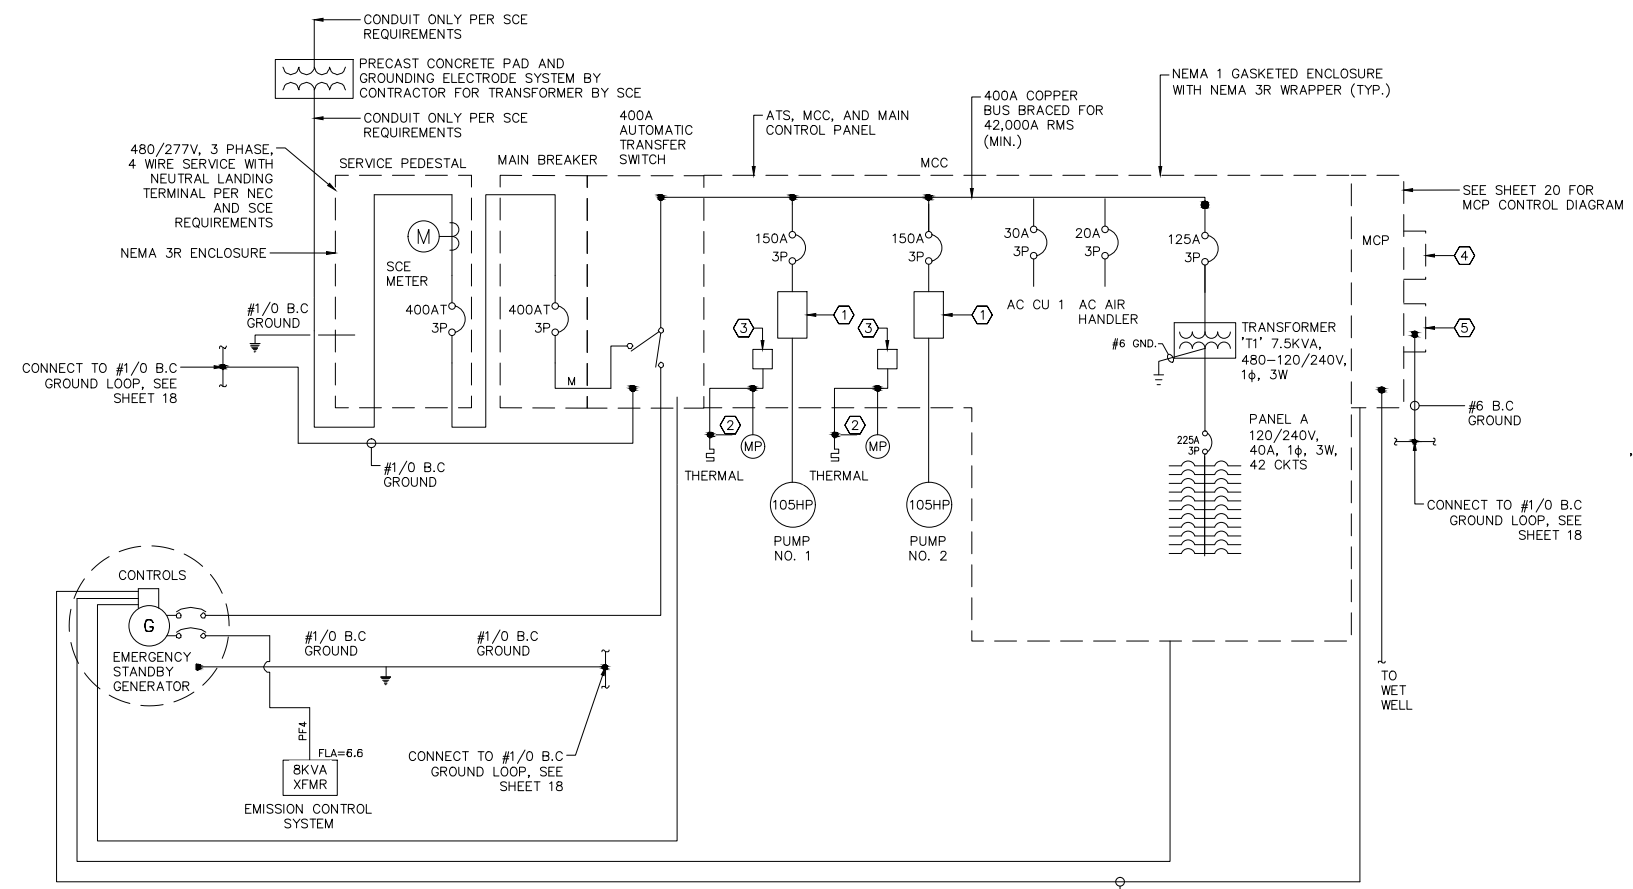 CONDUIT ONLY PER SCE
REQUIREMENTS
PRECAST CONCRETE PAD AND
GROUNDING ELECTRODE SYSTEM BY
CONTRACTOR FOR TRANSFORMER BY SCE
CONDUIT ONLY PER SCE
REQUIREMENTS
480/277V, 3 PHASE,
4 WIRE SERVICE WITH
NEUTRAL LANDING
TERMINAL PER NEC
AND SCE
REQUIREMENTS
NEMA 3R ENCLOSURE
SERVICE PEDESTAL
MAIN BREAKER
400A
AUTOMATIC
TRANSFER
SWITCH
ATS, MCC, AND MAIN
CONTROL PANEL
MCC
400A COPPER
BUS BRACED FOR
42,000A RMS
(MIN.)
NEMA 1 GASKETED ENCLOSURE
WITH NEMA 3R WRAPPER (TYP.)
SEE SHEET 20 FOR
MCP CONTROL DIAGRAM
MCP
4
5
M
SCE
METER
400AT
3P
400AT
3P
M
#1/0 B.C
GROUND
CONNECT TO #1/0 B.C
GROUND LOOP, SEE
SHEET 18
#1/0 B.C
GROUND
150A
3P
1
3
2
MP
THERMAL
105HP
PUMP
NO. 1
150A
3P
1
3
2
MP
THERMAL
105HP
PUMP
NO. 2
30A
3P
AC CU 1
20A
3P
AC AIR
HANDLER
125A
3P
#6 GND.
TRANSFORMER
'T1' 7.5KVA,
480-120/240V,
1ϕ, 3W
225A
3P
PANEL A
120/240V,
40A, 1ϕ, 3W,
42 CKTS
#6 B.C
GROUND
CONNECT TO #1/0 B.C
GROUND LOOP, SEE
SHEET 18
TO
WET
WELL
CONTROLS
G
EMERGENCY
STANDBY
GENERATOR
#1/0 B.C
GROUND
#1/0 B.C
GROUND
CONNECT TO #1/0 B.C
GROUND LOOP, SEE
SHEET 18
PF4
FLA=6.6
8KVA
XFMR
EMISSION CONTROL
SYSTEM